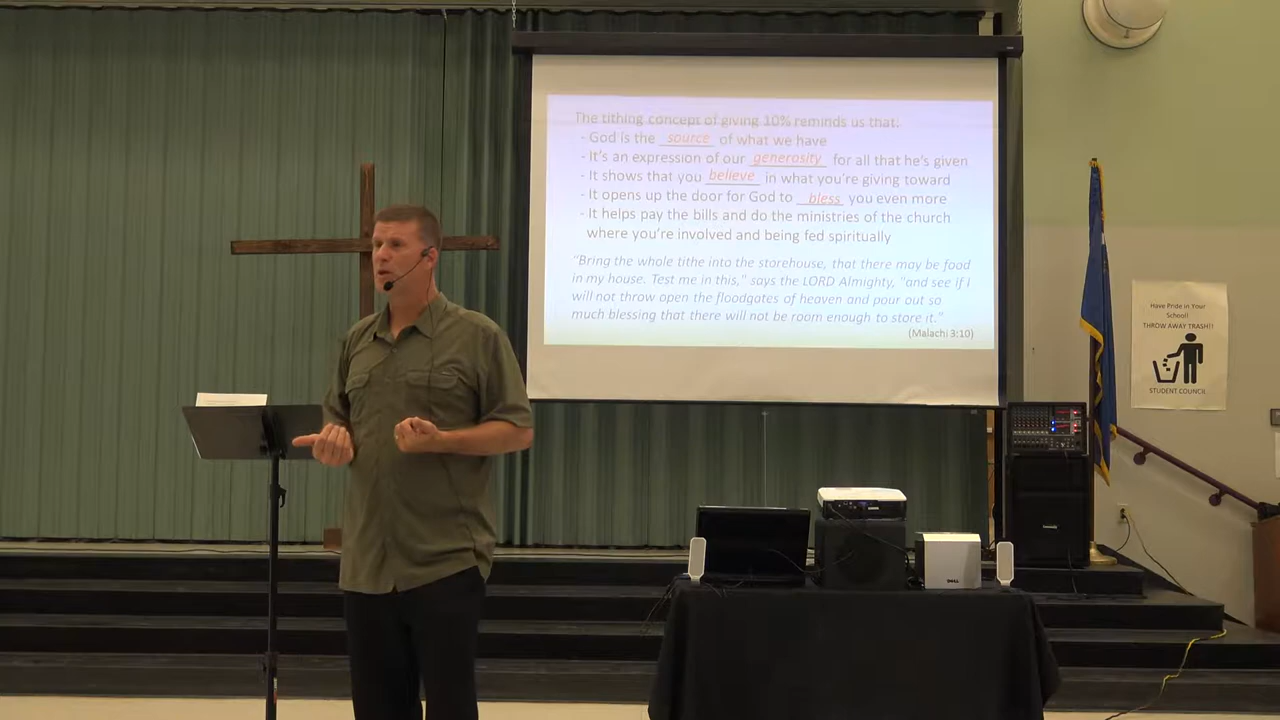 The tithing concept of giving 10% reminds us that:
- God is the source of what we have
- It's an expression of our generosity for all that he's given
- It shows that you believe in what you're giving toward
- It opens up the door for God to bless you even more
- It helps pay the bills and do the ministries of the church
where you're involved and being fed spiritually
"Bring the whole tithe into the storehouse, that there may be food
in my house. Test me in this," says the LORD Almighty, "and see if I
will not throw open the floodgates of heaven and pour out so
much blessing that there will not be room enough to store it."
(Malachi 3:10)
Have Pride in Your
School!
THROW AWAY TRASH!!
STUDENT COUNCIL
DELL